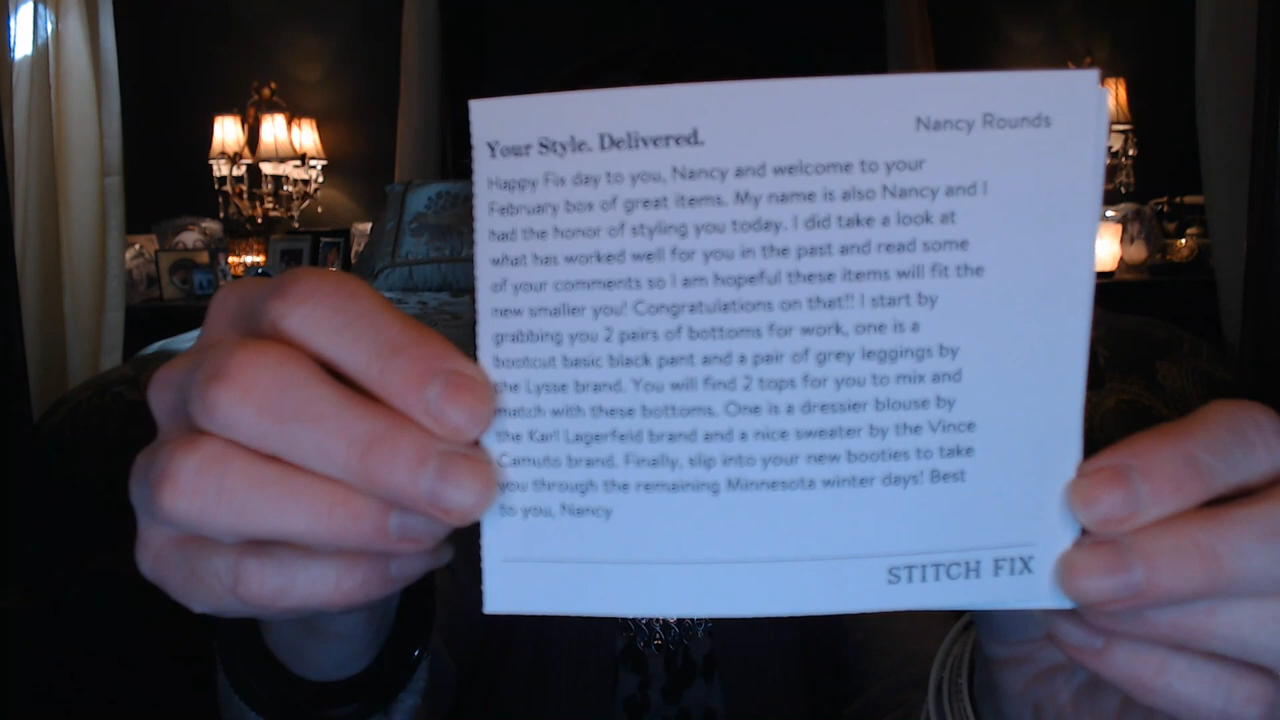 Nancy Rounds
Your Style. Delivered.
Happy Fix day to you, Nancy and welcome to your
February box of great items. My name is also Nancy and I
had the honor of styling you today. I did take a look at
what has worked well for you in the past and read some
of your comments so I am hopeful these items will fit the
new smaller you! Congratulations on that!! I start by
grabbing you 2 pairs of bottoms for work, one is a
bootcut basic black pant and a pair of grey leggings by
the Lysse brand. You will find 2 tops for you to mix and
match with these bottoms. One is a dressier blouse by
the Karl Lagerfeld brand and a nice sweater by the Vince
Camuto brand. Finally, slip into your new booties to take
you through the remaining Minnesota winter days! Best
to you, Nancy
STITCH FIX